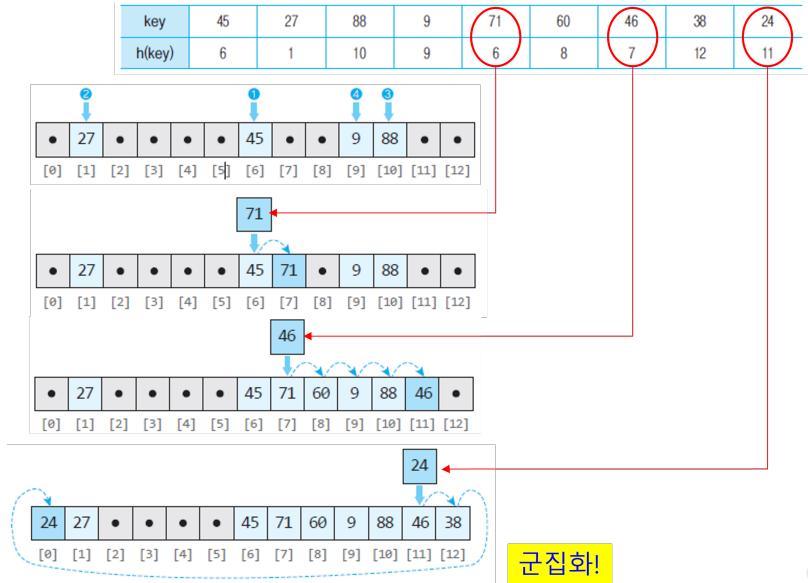 key 45 27 88 9 71 60 46 38 24
h(key) 6 1 10 9 6 8 7 12 11
2 1 4 3
• 27 • • • • 45 • • 9 88 • •
[0] [1] [2] [3] [4] [5] [6] [7] [8] [9] [10] [11] [12]
71
• 27 • • • • 45 71 • 9 88 • •
[0] [1] [2] [3] [4] [5] [6] [7] [8] [9] [10] [11] [12]
46
• 27 • • • • 45 71 60 9 88 46 •
[0] [1] [2] [3] [4] [5] [6] [7] [8] [9] [10] [11] [12]
24
24 27 • • • • 45 71 60 9 88 46 38
[0] [1] [2] [3] [4] [5] [6] [7] [8] [9] [10] [11] [12]
군집화!